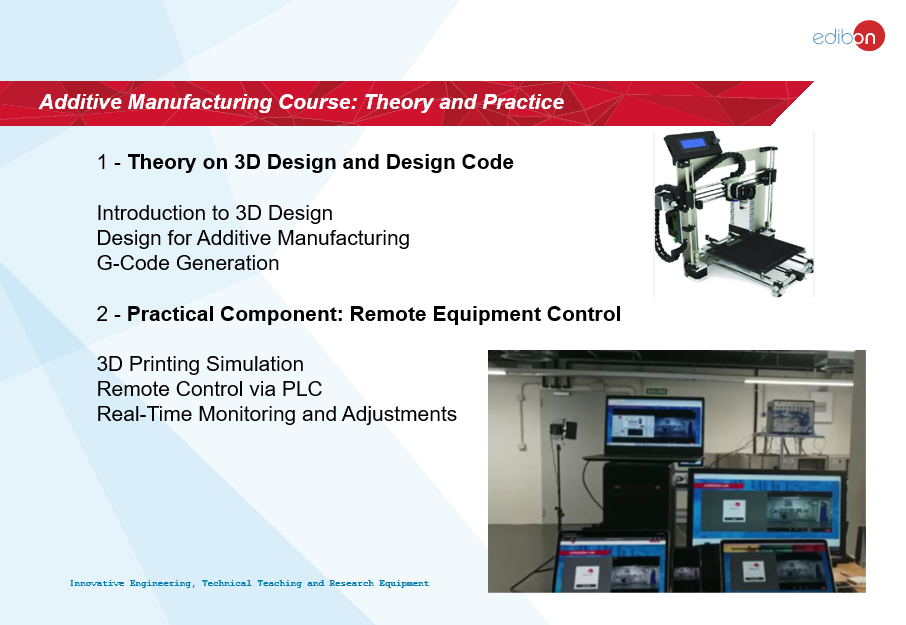 edibon
Additive Manufacturing Course: Theory and Practice
1 - Theory on 3D Design and Design Code
Introduction to 3D Design
Design for Additive Manufacturing
G-Code Generation
2 - Practical Component: Remote Equipment Control
3D Printing Simulation
Remote Control via PLC
Real-Time Monitoring and Adjustments
SALIDA
Innovative Engineering, Technical Teaching and Research Equipment